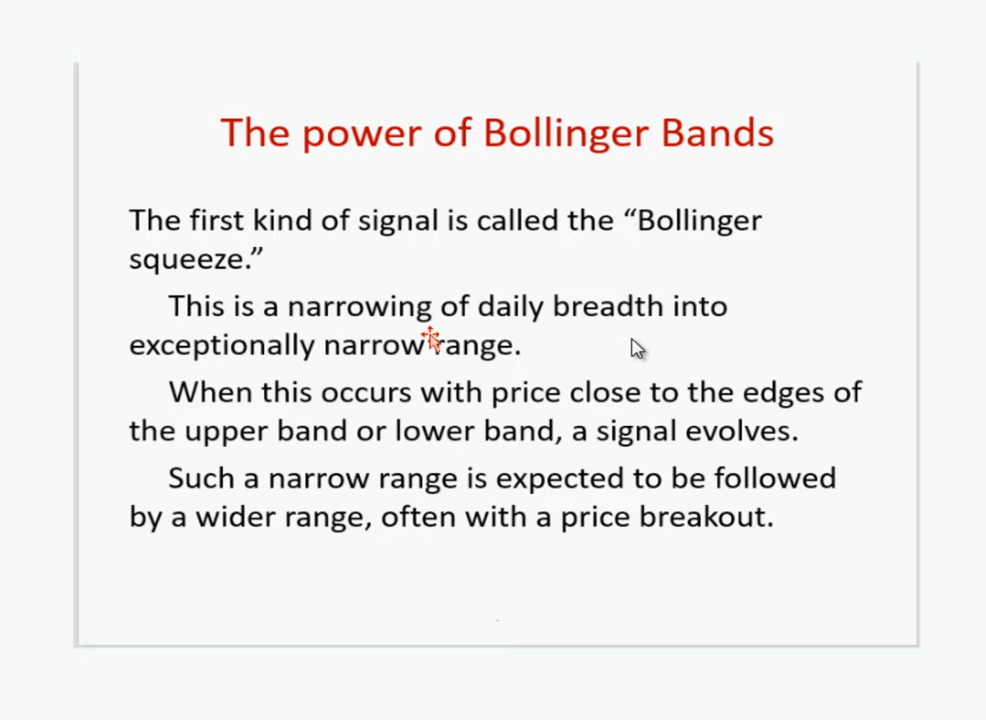 The power of Bollinger Bands
The first kind of signal is called the “Bollinger
squeeze.”
This is a narrowing of daily breadth into
exceptionally narrow range.
When this occurs with price close to the edges of
the upper band or lower band, a signal evolves.
Such a narrow range is expected to be followed
by a wider range, often with a price breakout.